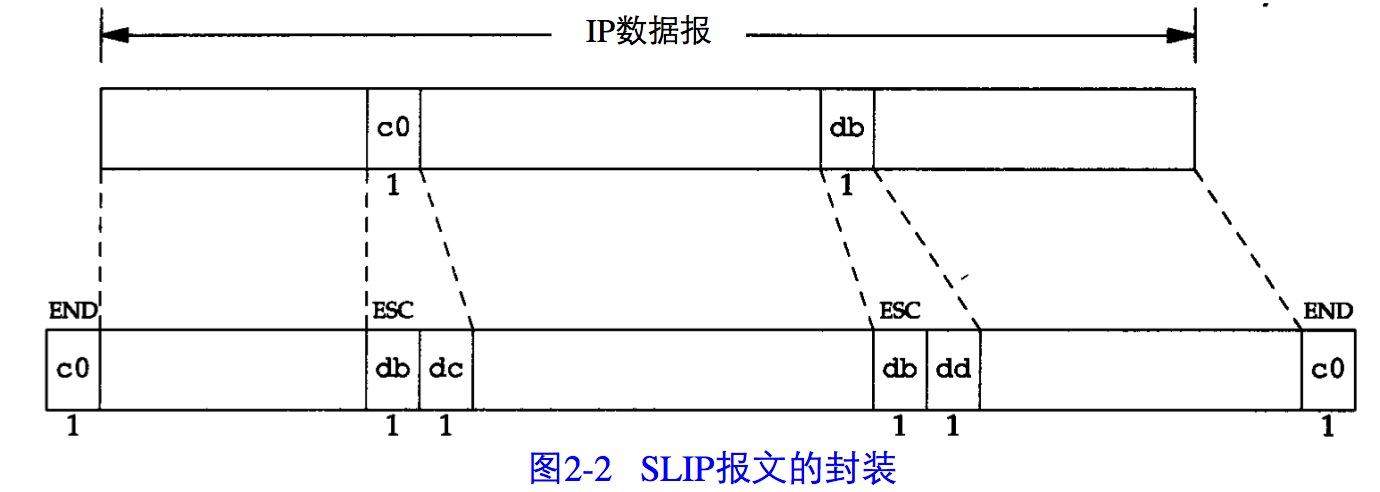 IP数据报
c0 db
1 1
END ESC ESC END
c0 db dc db dd c0
1 1 1 1 1 1
图2-2 SLIP报文的封装